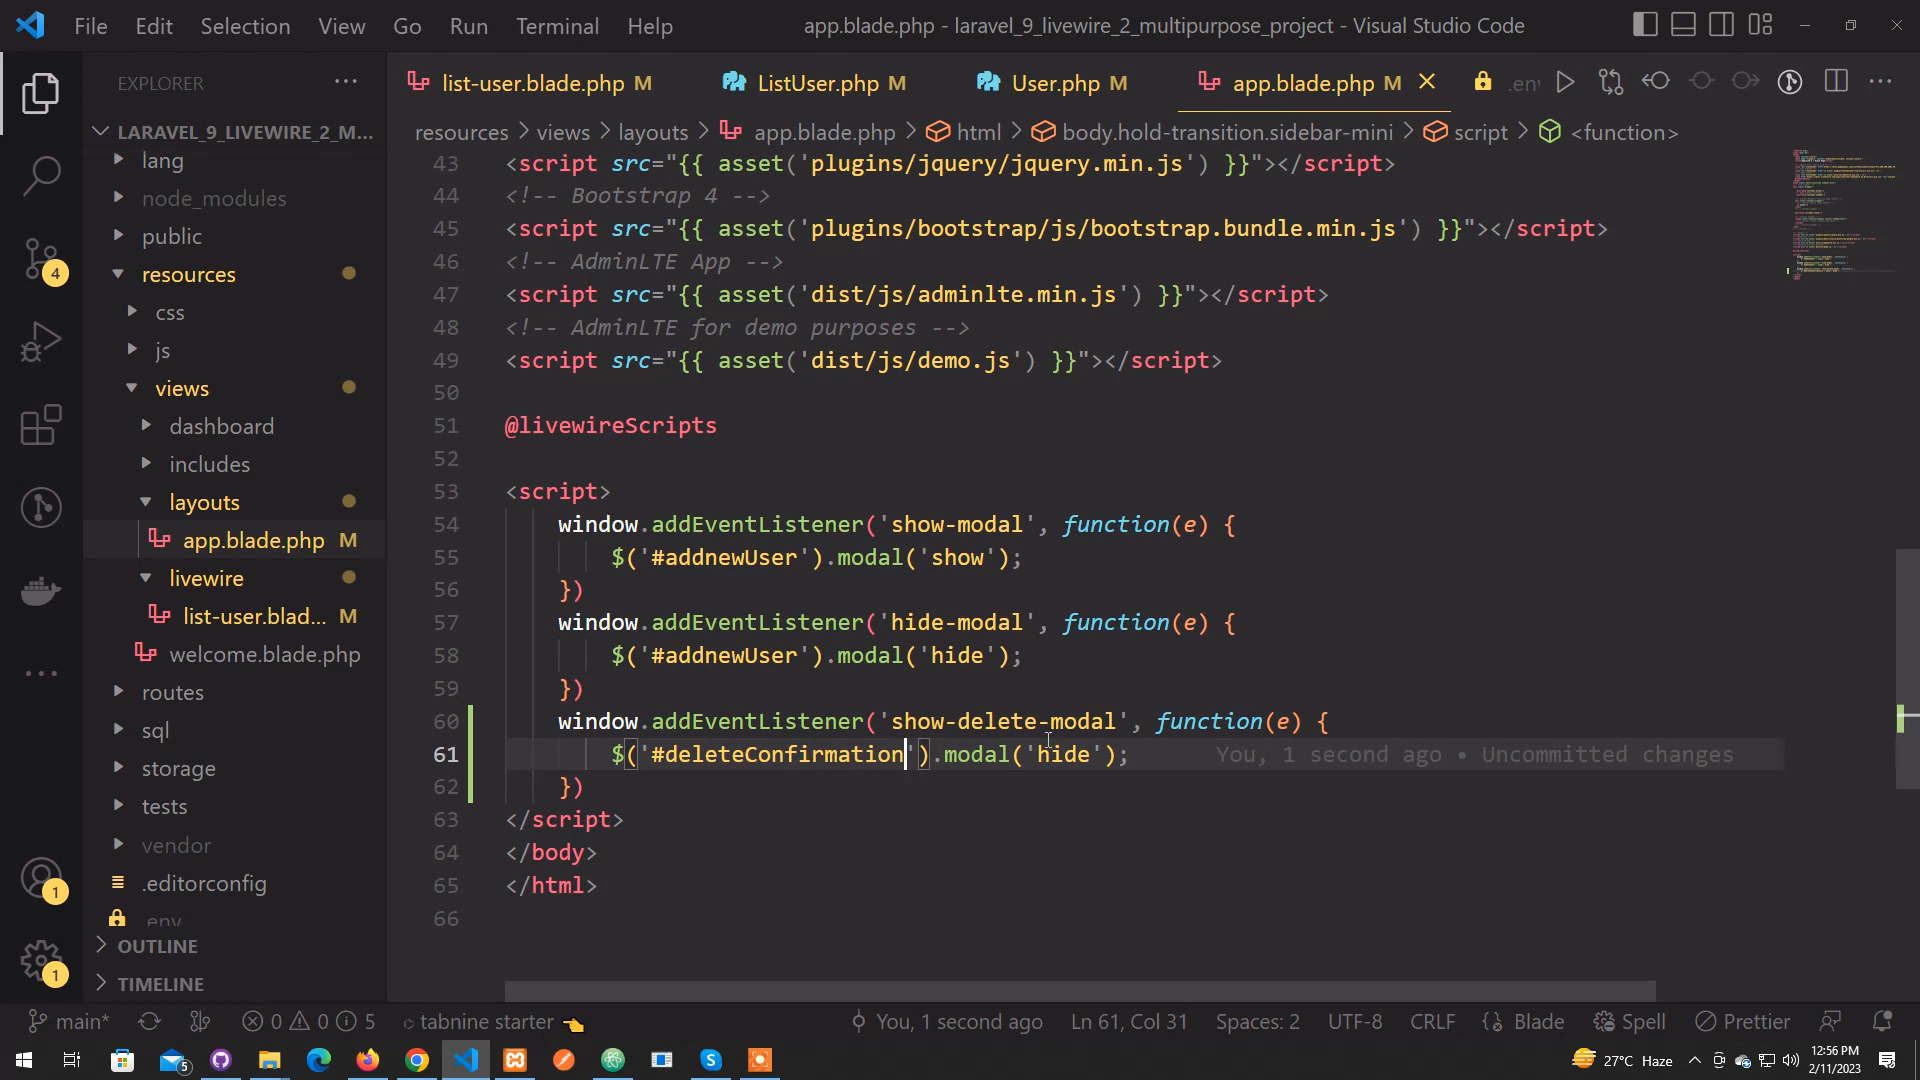 File Edit Selection View Go Run Terminal Help
app.blade.php - laravel_9_livewire_2_multipurpose_project - Visual Studio Code
EXPLORER ...
list-user.blade.php M
ListUser.php M
User.php M
app.blade.php M
.env
resources > views > layouts > app.blade.php > html > body.hold-transition.sidebar-mini > script > <function>
LARAVEL_9_LIVEWIRE_2_M...
lang
node_modules
public
resources
css
js
views
dashboard
includes
layouts
app.blade.php M
livewire
list-user.blad... M
welcome.blade.php
routes
sql
storage
tests
vendor
.editorconfig
.env
OUTLINE
TIMELINE
4
1
1
43 <script src="{{ asset('plugins/jquery/jquery.min.js') }}"></script>
44 <!-- Bootstrap 4 -->
45 <script src="{{ asset('plugins/bootstrap/js/bootstrap.bundle.min.js') }}"></script>
46 <!-- AdminLTE App -->
47 <script src="{{ asset('dist/js/adminlte.min.js') }}"></script>
48 <!-- AdminLTE for demo purposes -->
49 <script src="{{ asset('dist/js/demo.js') }}"></script>
50
51 @livewireScripts
52
53 <script>
54 window.addEventListener('show-modal', function(e) {
55 $('#addnewUser').modal('show');
56 })
57 window.addEventListener('hide-modal', function(e) {
58 $('#addnewUser').modal('hide');
59 })
60 window.addEventListener('show-delete-modal', function(e) {
61 $('#deleteConfirmation').modal('hide'); You, 1 second ago • Uncommitted changes
62 })
63 </script>
64 </body>
65 </html>
66
main* 0 0 5 tabnine starter You, 1 second ago Ln 61, Col 31 Spaces: 2 UTF-8 CRLF Blade Spell Prettier
5
27°C Haze
12:56 PM
2/11/2023